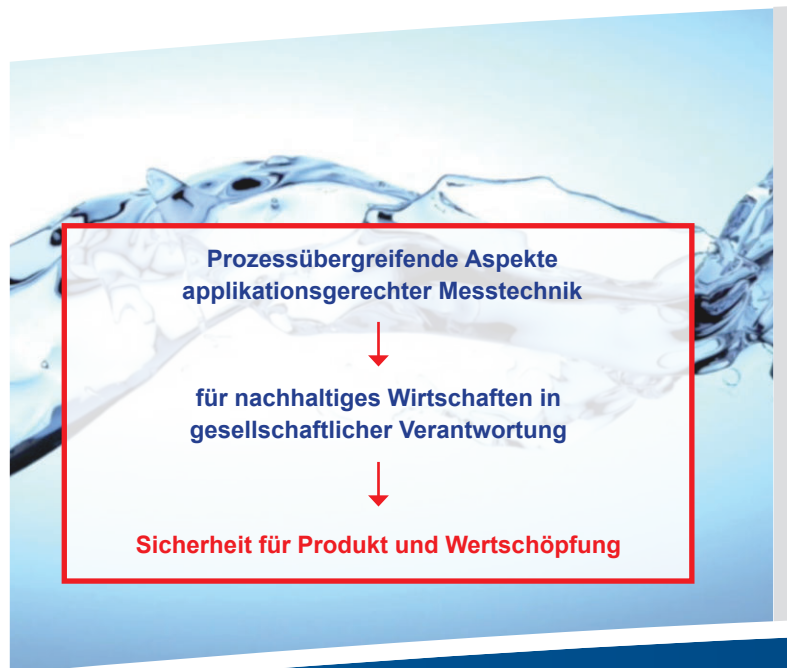 Prozessübergreifende Aspekte
applikationsgerechter Messtechnik
für nachhaltiges Wirtschaften in
gesellschaftlicher Verantwortung
Sicherheit für Produkt und Wertschöpfung